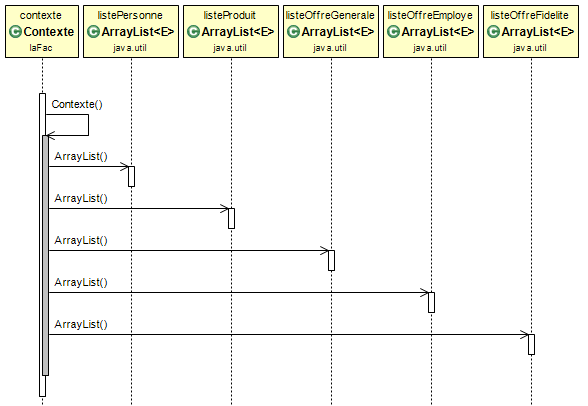 contexte
C Contexte
laFac
listePersonne
C ArrayList<E>
java.util
listeProduit
C ArrayList<E>
java.util
listeOffreGenerale
C ArrayList<E>
java.util
listeOffreEmploye
C ArrayList<E>
java.util
listeOffreFidelite
C ArrayList<E>
java.util
Contexte()
ArrayList()
ArrayList()
ArrayList()
ArrayList()
ArrayList()